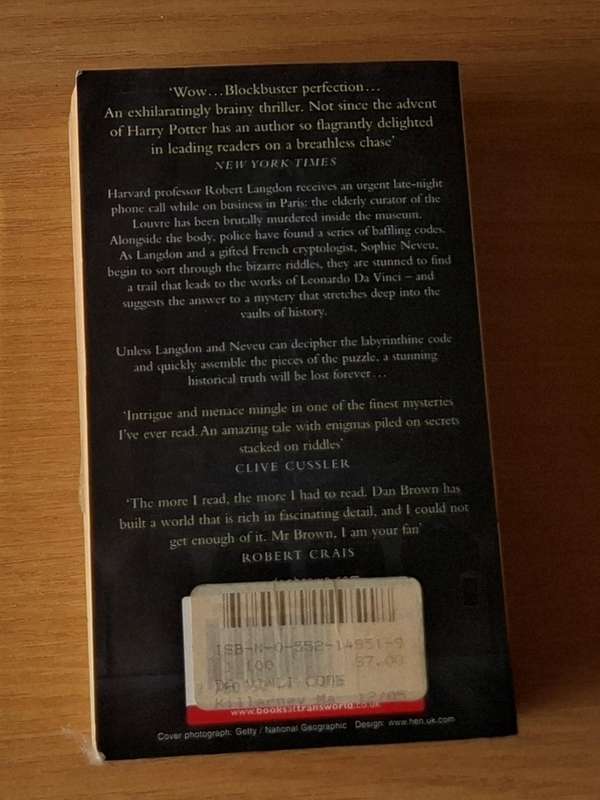 ‘Wow…Blockbuster perfection…
An exhilaratingly brainy thriller. Not since the advent
of Harry Potter has an author so flagrantly delighted
in leading readers on a breathless chase’
NEW YORK TIMES
Harvard professor Robert Langdon receives an urgent late-night
phone call while on business in Paris: the elderly curator of the
Louvre has been brutally murdered inside the museum.
Alongside the body, police have found a series of baffling codes.
As Langdon and a gifted French cryptologist, Sophie Neveu,
begin to sort through the bizarre riddles, they are stunned to find
a trail that leads to the works of Leonardo Da Vinci – and
suggests the answer to a mystery that stretches deep into the
vaults of history.
Unless Langdon and Neveu can decipher the labyrinthine code
and quickly assemble the pieces of the puzzle, a stunning
historical truth will be lost forever…
‘Intrigue and menace mingle in one of the finest mysteries
I've ever read. An amazing tale with enigmas piled on secrets
stacked on riddles’
CLIVE CUSSLER
‘The more I read, the more I had to read. Dan Brown has
built a world that is rich in fascinating detail, and I could not
get enough of it. Mr Brown, I am your fan’
ROBERT CRAIS
ISB-N-0-552-14951-9
100
DA VINCI CODE
12/05
www.booksattransworld.co.uk
Cover photograph: Getty / National Geographic Design: www.hen.uk.com